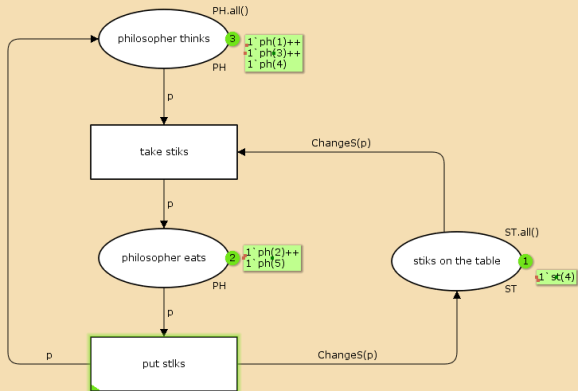 PH.all()
philosopher thinks
3
1`ph(1)++
1`ph(3)++
1`ph(4)
PH
p
take stiks
ChangeS(p)
p
ST.all()
philosopher eats
2
1`ph(2)++
1`ph(5)
stiks on the table
1
1`st(4)
PH
ST
p
p
put stlks
ChangeS(p)